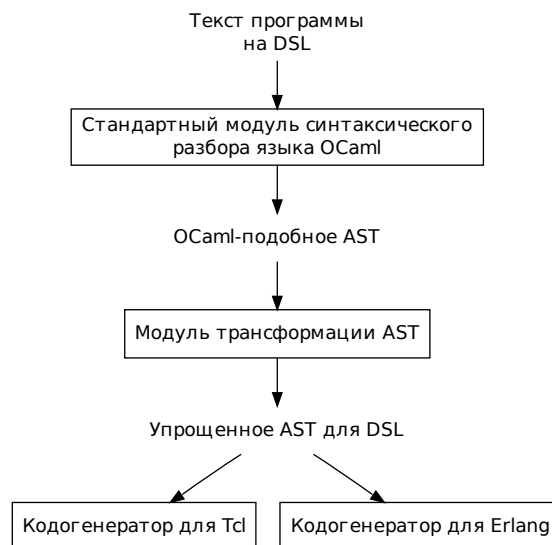 Текст программы
на DSL
Стандартный модуль синтаксического
разбора языка OCaml
OCaml-подобное AST
Модуль трансформации AST
Упрощенное AST для DSL
Кодогенератор для Tcl
Кодогенератор для Erlang